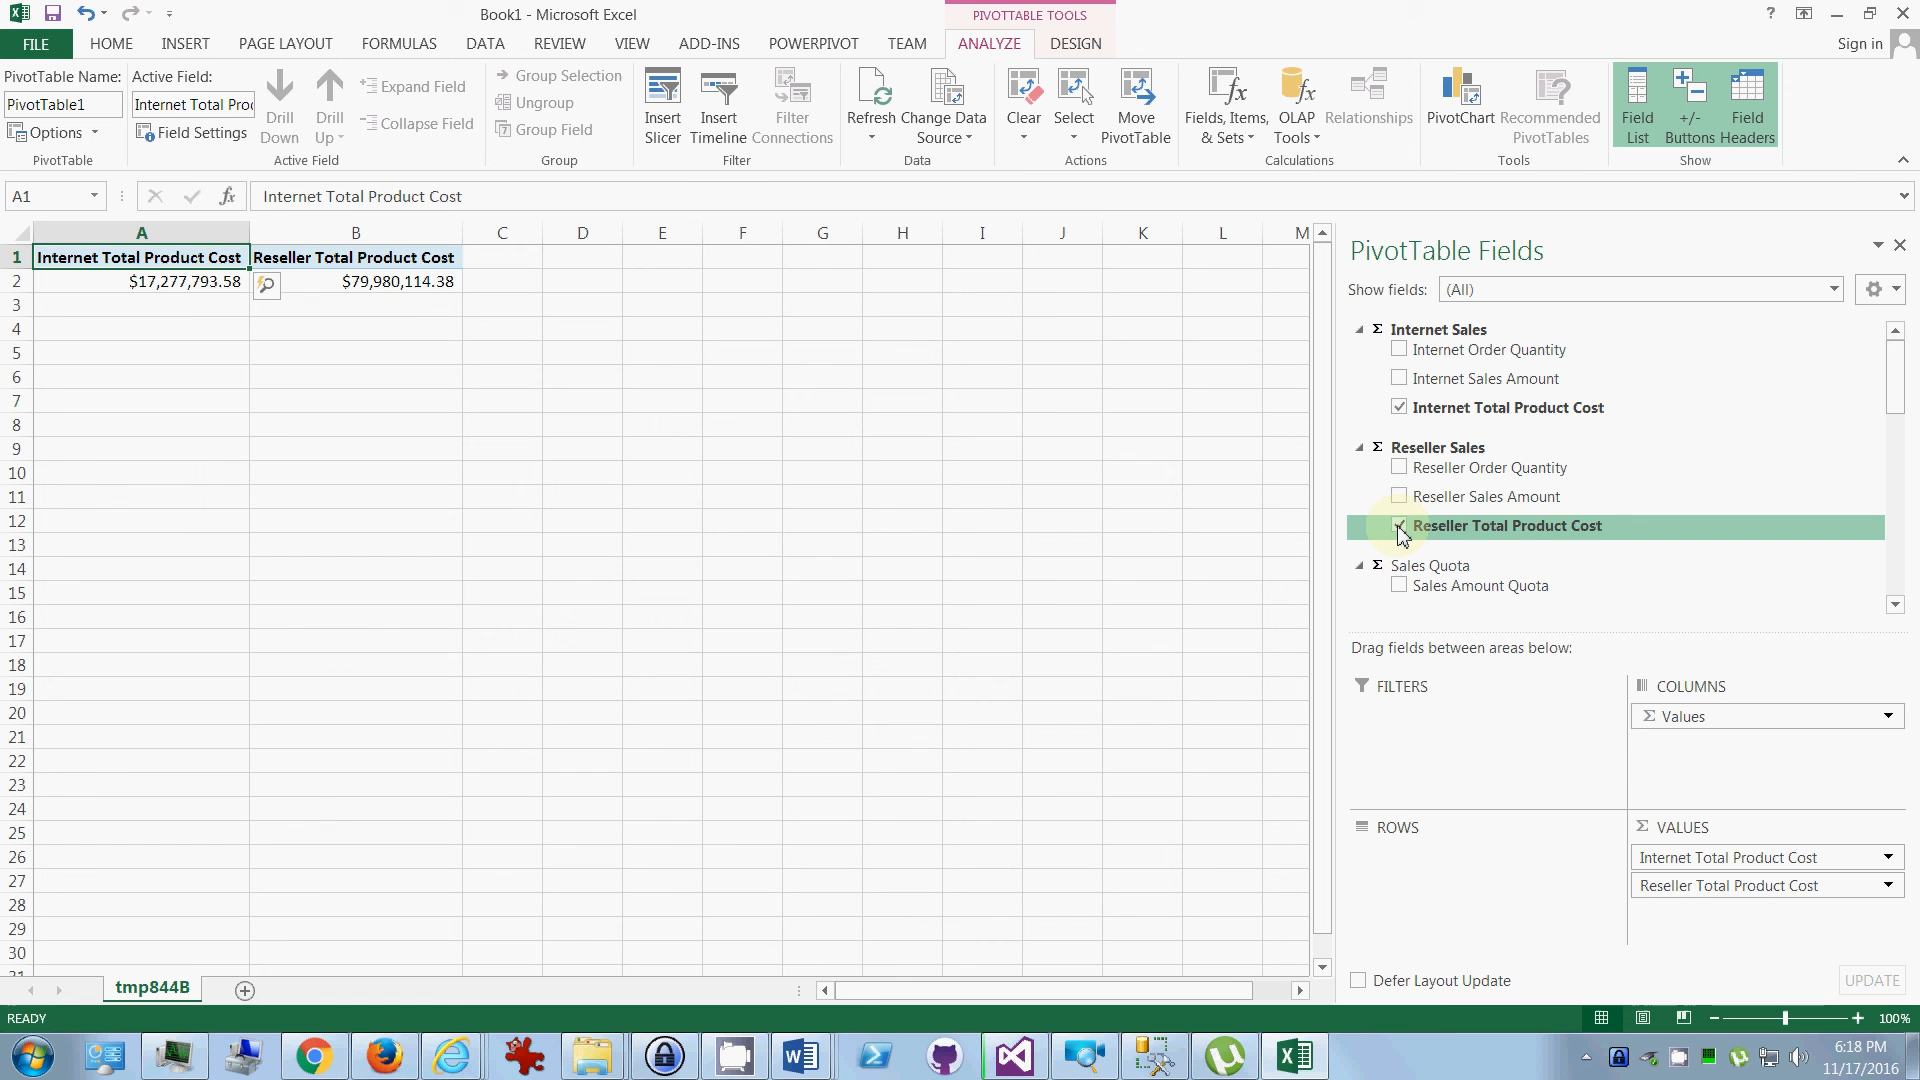 Book1 - Microsoft Excel
PIVOTTABLE TOOLS
?
FILE
HOME
INSERT
PAGE LAYOUT
FORMULAS
DATA
REVIEW
VIEW
ADD-INS
POWERPIVOT
TEAM
ANALYZE
DESIGN
Sign in
PivotTable Name:
PivotTable1
Options
PivotTable
Active Field:
Internet Total Proc
Field Settings
Drill
Down
Drill
Up
Expand Field
Collapse Field
Active Field
Group Selection
Ungroup
Group Field
Group
Insert
Slicer
Insert
Timeline
Filter
Connections
Filter
Refresh
Change Data
Source
Data
Clear
Select
Move
PivotTable
Actions
Fields, Items,
& Sets
OLAP
Tools
Relationships
Calculations
PivotChart
Recommended
PivotTables
Tools
Field
List
+/-
Buttons
Field
Headers
Show
A1
fx
Internet Total Product Cost
A B C D E F G H I J K L M
1 Internet Total Product Cost Reseller Total Product Cost
2 $17,277,793.58 $79,980,114.38
3
4
5
6
7
8
9
10
11
12
13
14
15
16
17
18
19
20
21
22
23
24
25
26
27
28
29
30
31
PivotTable Fields
Show fields: (All)
Σ Internet Sales
Internet Order Quantity
Internet Sales Amount
Internet Total Product Cost
Σ Reseller Sales
Reseller Order Quantity
Reseller Sales Amount
Reseller Total Product Cost
Σ Sales Quota
Sales Amount Quota
Drag fields between areas below:
FILTERS
COLUMNS
Σ Values
ROWS
Σ VALUES
Internet Total Product Cost
Reseller Total Product Cost
Defer Layout Update
UPDATE
tmp844B
READY
100%
6:18 PM
11/17/2016